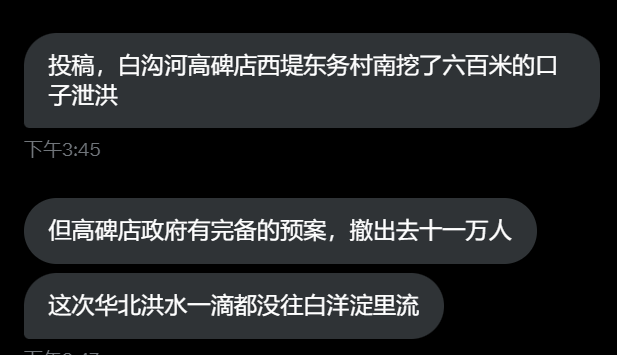 投稿，白沟河高碑店西堤东务村南挖了六百米的口
子泄洪
下午3:45
但高碑店政府有完备的预案，撤出去十一万人
这次华北洪水一滴都没往白洋淀里流